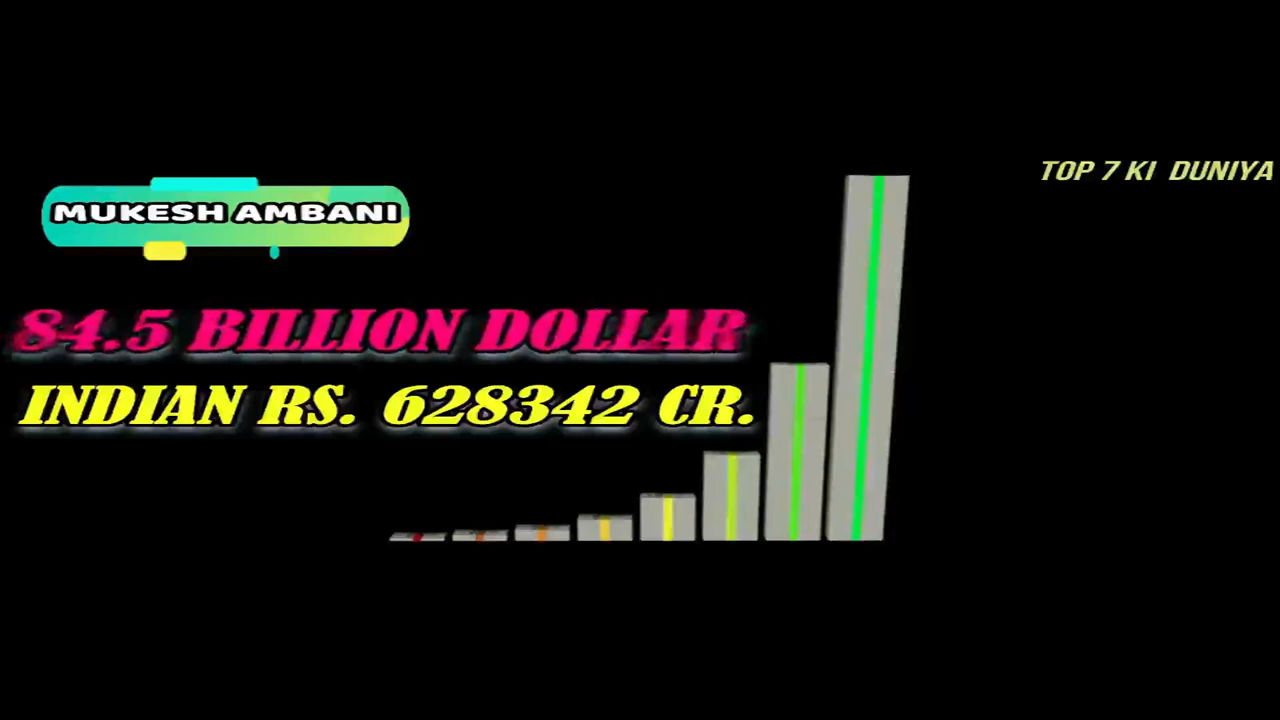 TOP 7 KI DUNIYA
MUKESH AMBANI
84.5 BILLION DOLLAR
INDIAN RS. 628342 CR.